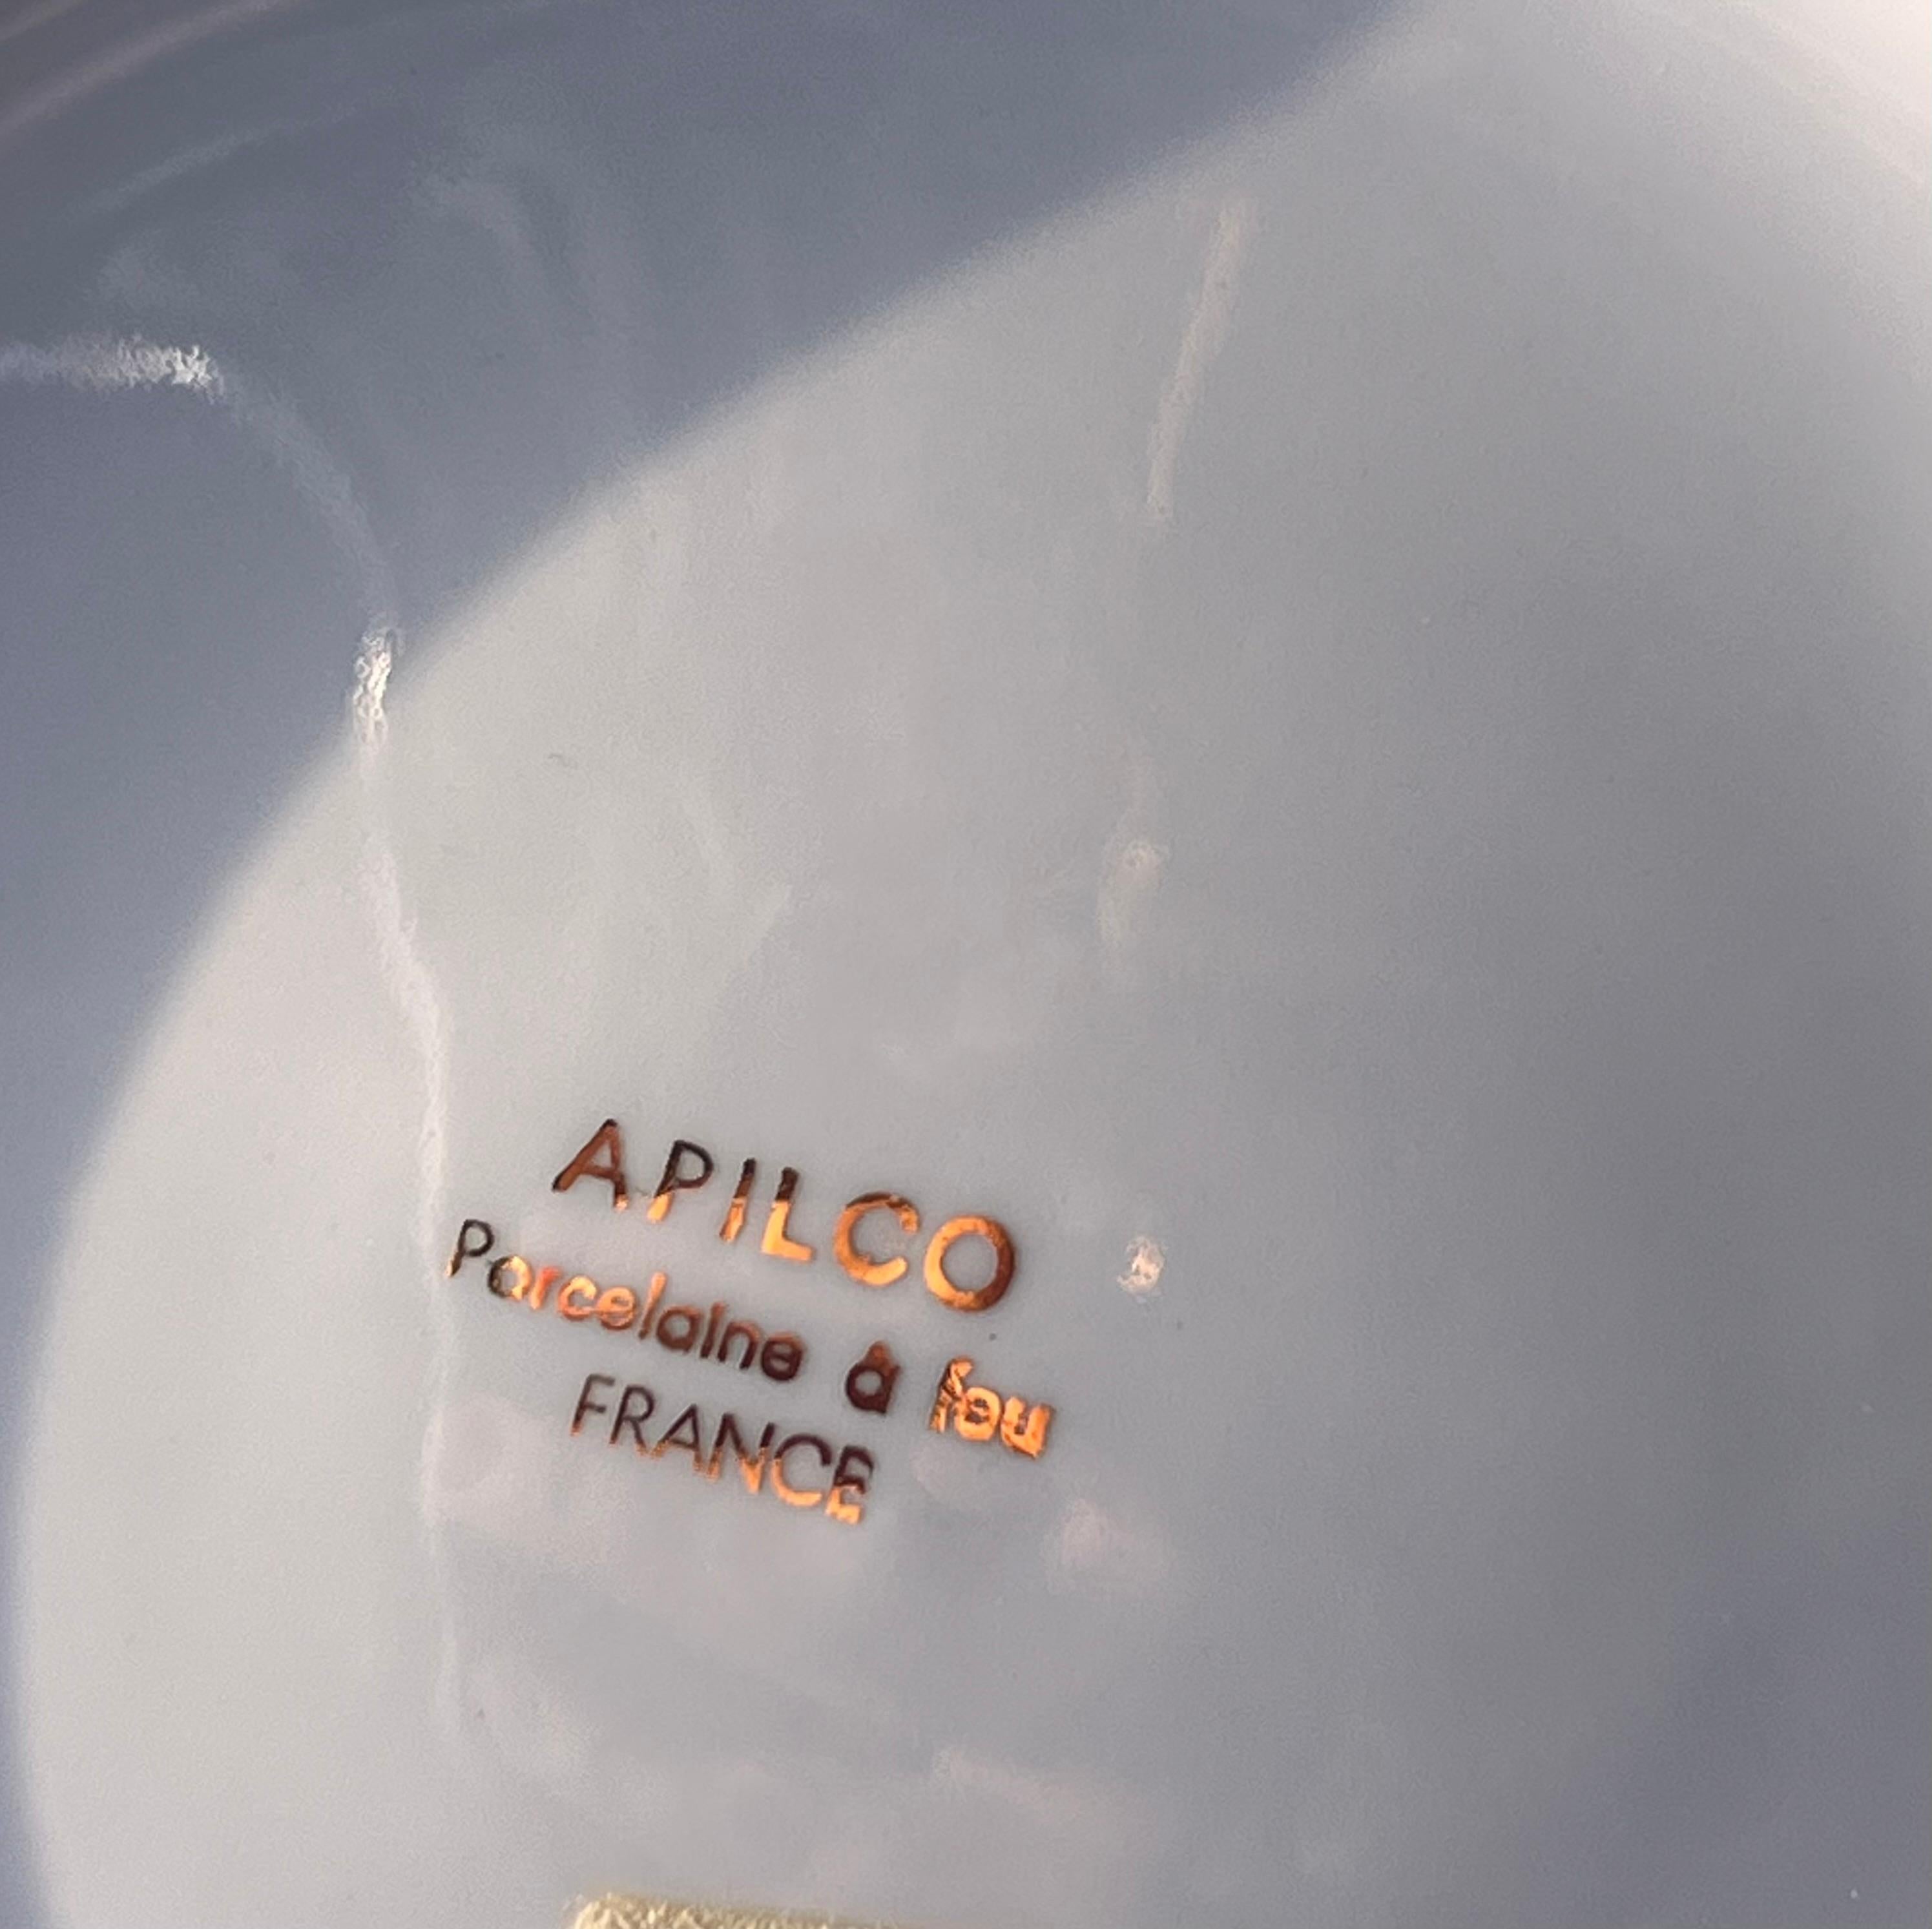 APILCO
Porcelaine à feu
FRANCE